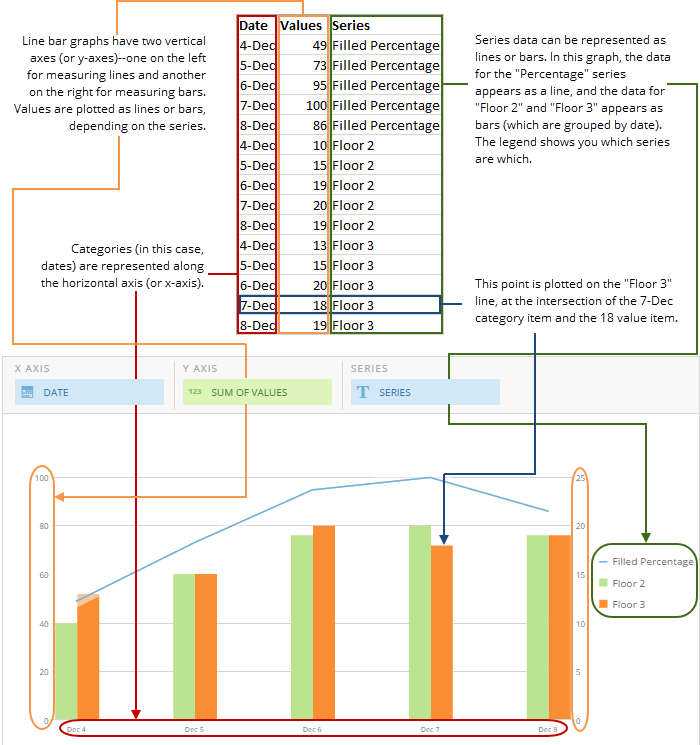 Line bar graphs have two vertical
axes (or y-axes)--one on the left
for measuring lines and another
on the right for measuring bars.
Values are plotted as lines or bars,
depending on the series.
Date Values Series
4-Dec 49 Filled Percentage
5-Dec 73 Filled Percentage
6-Dec 95 Filled Percentage
7-Dec 100 Filled Percentage
8-Dec 86 Filled Percentage
4-Dec 10 Floor 2
5-Dec 15 Floor 2
6-Dec 19 Floor 2
7-Dec 20 Floor 2
8-Dec 19 Floor 2
4-Dec 13 Floor 3
5-Dec 15 Floor 3
6-Dec 20 Floor 3
7-Dec 18 Floor 3
8-Dec 19 Floor 3
Series data can be represented as
lines or bars. In this graph, the data
for the "Percentage" series
appears as a line, and the data for
"Floor 2" and "Floor 3" appears as
bars (which are grouped by date).
The legend shows you which series
are which.
Categories (in this case,
dates) are represented along
the horizontal axis (or x-axis).
This point is plotted on the "Floor 3"
line, at the intersection of the 7-Dec
category item and the 18 value item.
X AXIS Y AXIS SERIES
DATE 123 SUM OF VALUES T SERIES
100 25
80 20
60 15
40 10
20 5
0 0
Filled Percentage
Floor 2
Floor 3
Dec 4 Dec 5 Dec 6 Dec 7 Dec 8